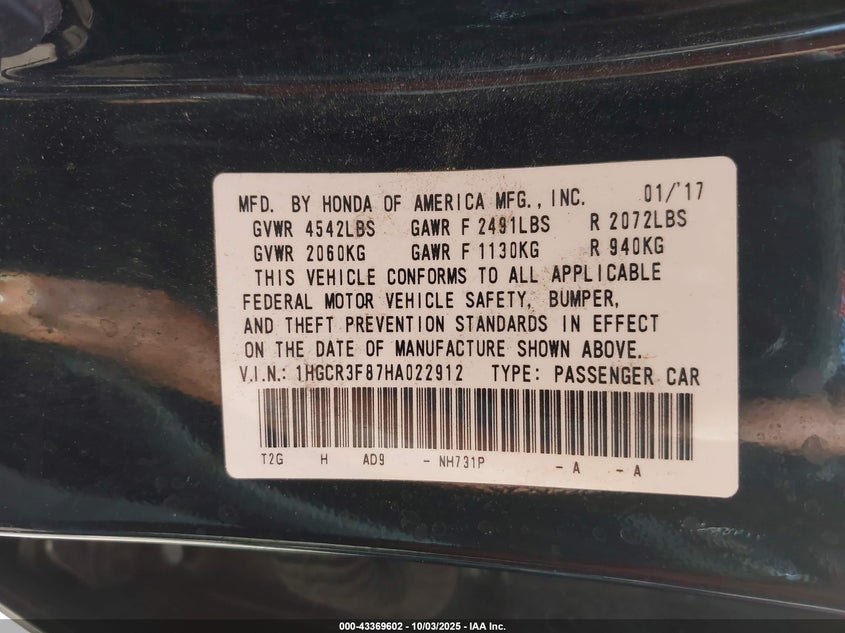 MFD. BY HONDA OF AMERICA MFG., INC. 01/'17
GVWR 4542LBS GAWR F 2491LBS R 2072LBS
GVWR 2060KG GAWR F 1130KG R 940KG
THIS VEHICLE CONFORMS TO ALL APPLICABLE
FEDERAL MOTOR VEHICLE SAFETY, BUMPER,
AND THEFT PREVENTION STANDARDS IN EFFECT
ON THE DATE OF MANUFACTURE SHOWN ABOVE.
V.I.N.: 1HGCR3F87HA022912 TYPE: PASSENGER CAR
T2G H AD9 - NH731P - A - A
000-43369602 - 10/03/2025 - IAA Inc.